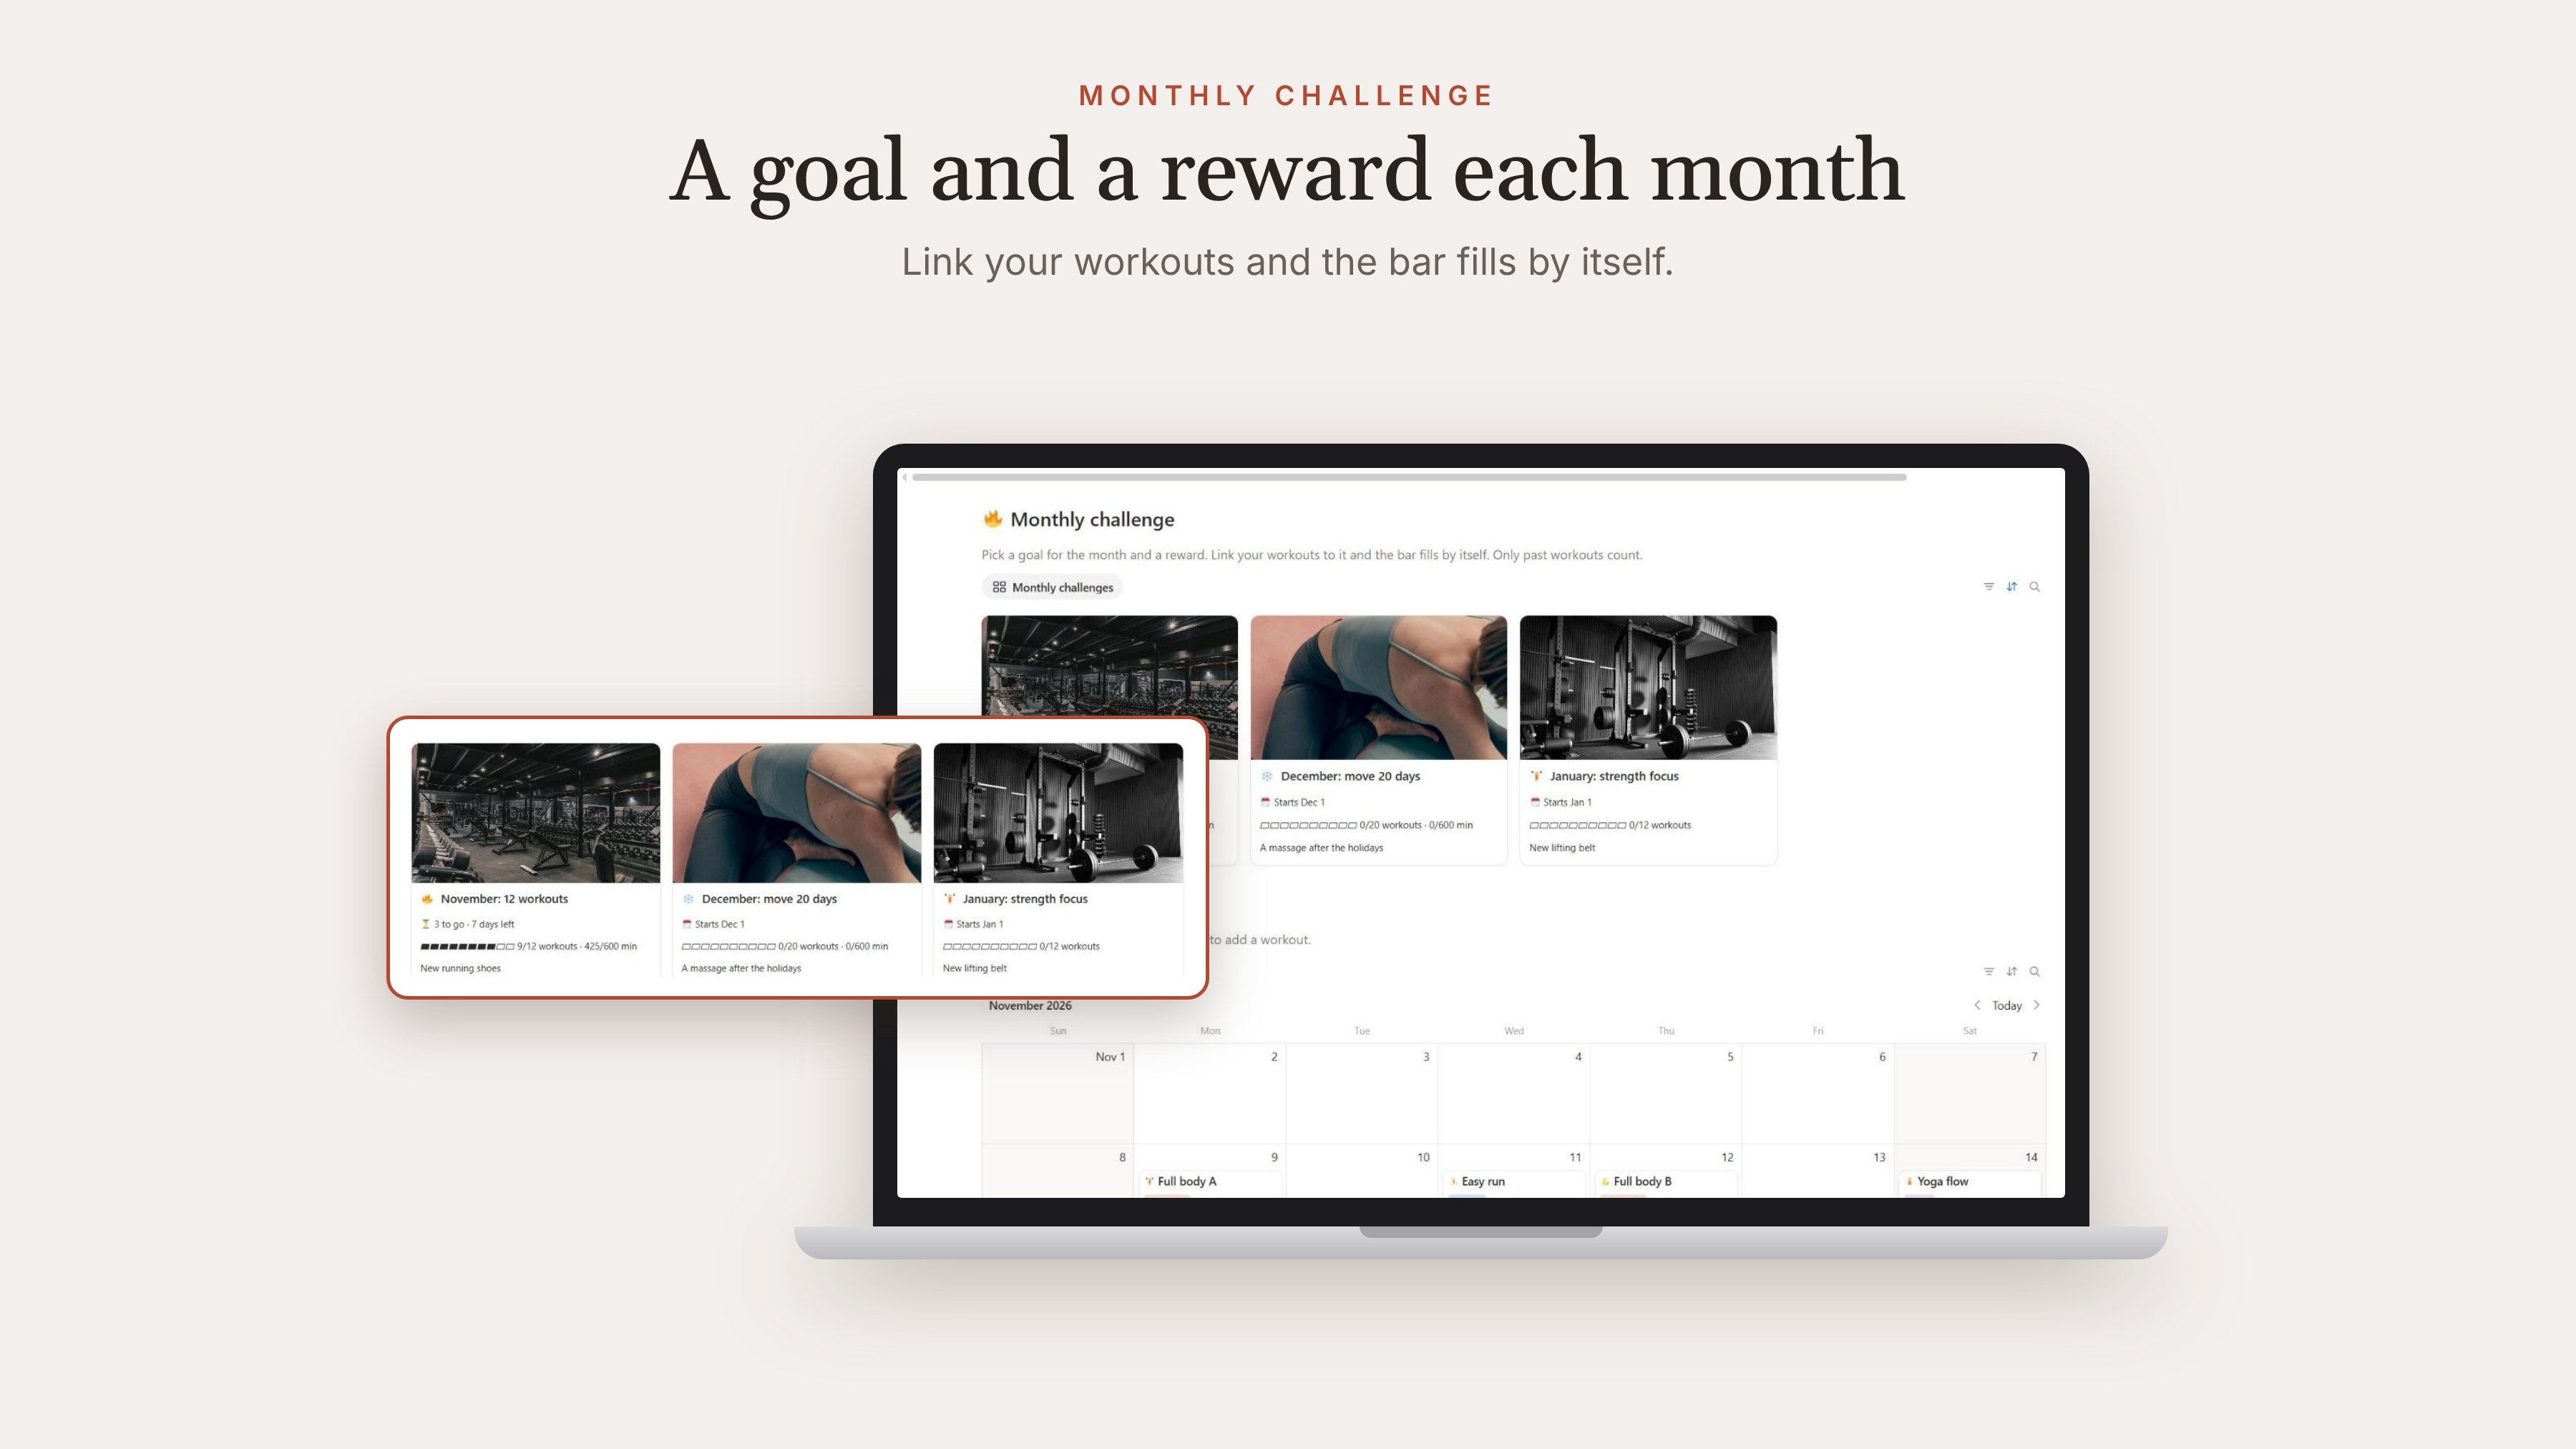 MONTHLY CHALLENGE
A goal and a reward each month
Link your workouts and the bar fills by itself.
🔥 Monthly challenge
Pick a goal for the month and a reward. Link your workouts to it and the bar fills by itself. Only past workouts count.
Monthly challenges
December: move 20 days
Starts Dec 1
0/20 workouts · 0/600 min
A massage after the holidays
January: strength focus
Starts Jan 1
0/12 workouts
New lifting belt
November: 12 workouts
3 to go · 7 days left
9/12 workouts · 425/600 min
New running shoes
December: move 20 days
Starts Dec 1
0/20 workouts · 0/600 min
A massage after the holidays
January: strength focus
Starts Jan 1
0/12 workouts
New lifting belt
to add a workout.
November 2026
Today
Sun Mon Tue Wed Thu Fri Sat
Nov 1 2 3 4 5 6 7
8 9 10 11 12 13 14
Full body A
Easy run
Full body B
Yoga flow